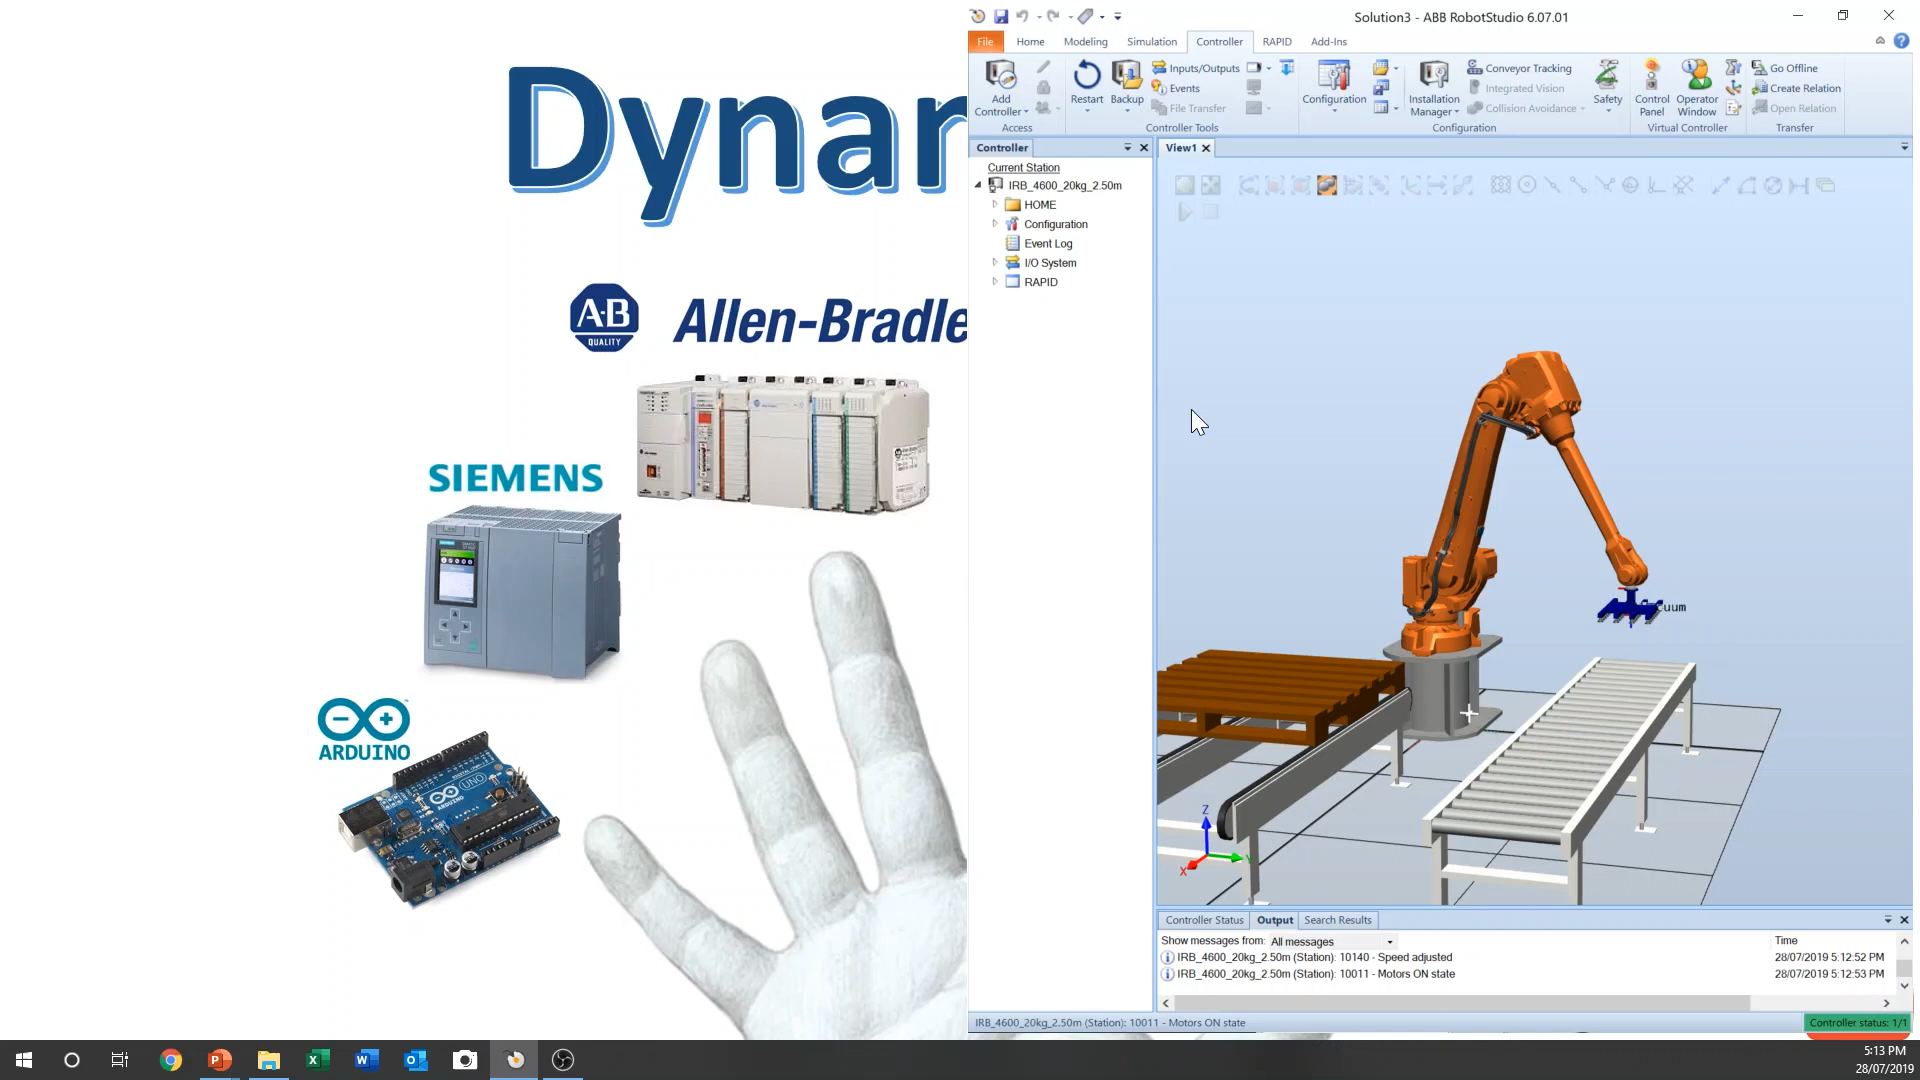 Dynar
A·B
QUALITY
Allen-Bradle
SIEMENS
ARDUINO
UNO
Solution3 - ABB RobotStudio 6.07.01
File
Home
Modeling
Simulation
Controller
RAPID
Add-Ins
Add
Controller
Access
Restart
Backup
Inputs/Outputs
Events
File Transfer
Controller Tools
Configuration
Installation
Manager
Conveyor Tracking
Integrated Vision
Collision Avoidance
Safety
Configuration
Control
Panel
Operator
Window
Virtual Controller
Go Offline
Create Relation
Open Relation
Transfer
Controller
View1
Current Station
IRB_4600_20kg_2.50m
HOME
Configuration
Event Log
I/O System
RAPID
cuum
Z
X
Controller Status
Output
Search Results
Show messages from: All messages
Time
IRB_4600_20kg_2.50m (Station): 10140 - Speed adjusted
28/07/2019 5:12:52 PM
IRB_4600_20kg_2.50m (Station): 10011 - Motors ON state
28/07/2019 5:12:53 PM
IRB_4600_20kg_2.50m (Station): 10011 - Motors ON state
Controller status: 1/1
5:13 PM
28/07/2019